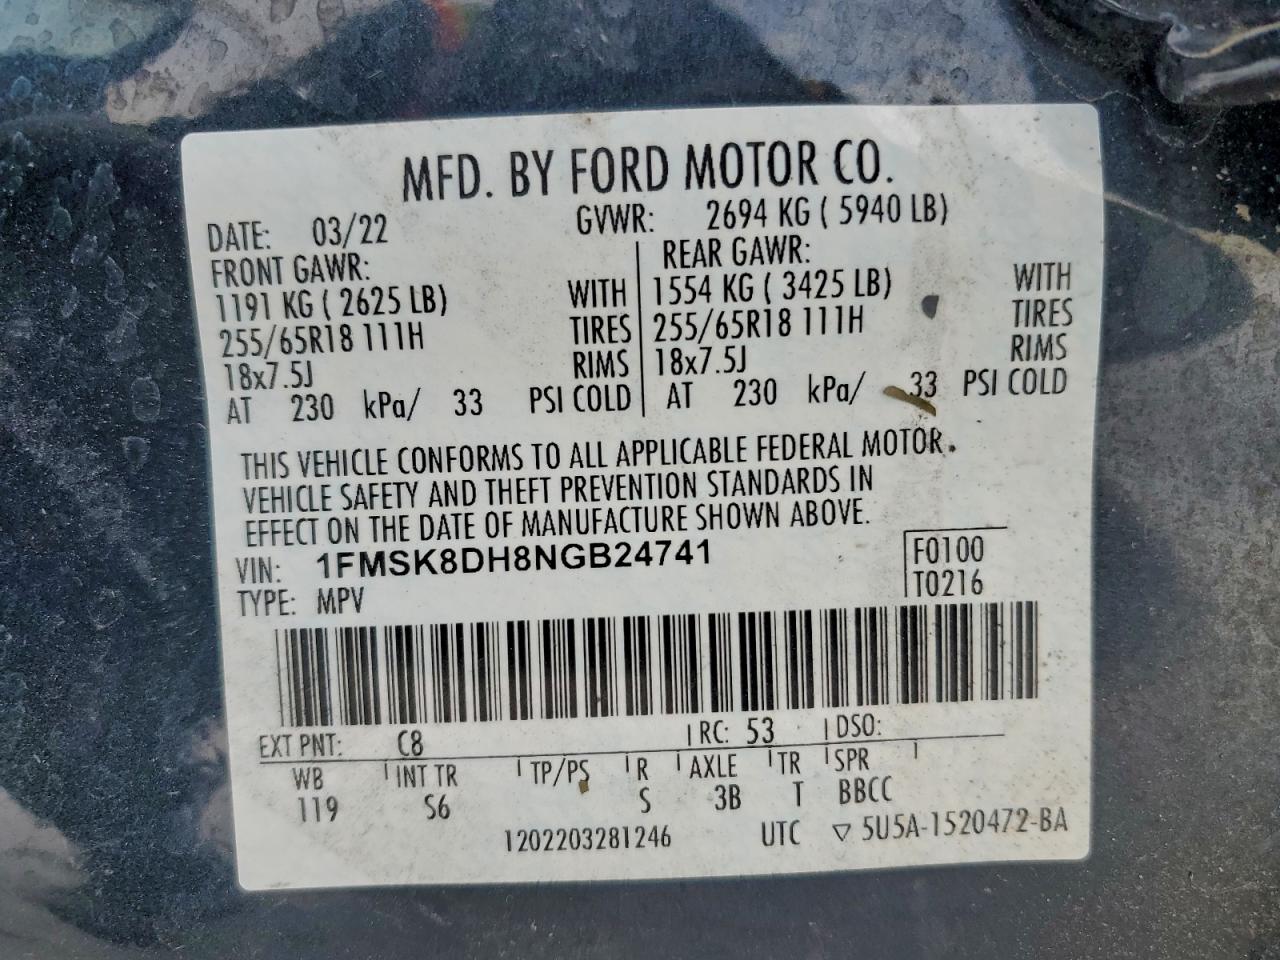 MFD. BY FORD MOTOR CO.
DATE: 03/22 GVWR: 2694 KG ( 5940 LB)
FRONT GAWR: REAR GAWR:
1191 KG ( 2625 LB) WITH 1554 KG ( 3425 LB) WITH
255/65R18 111H TIRES 255/65R18 111H TIRES
18x7.5J RIMS 18x7.5J RIMS
AT 230 kPa/ 33 PSI COLD AT 230 kPa/ 33 PSI COLD
THIS VEHICLE CONFORMS TO ALL APPLICABLE FEDERAL MOTOR
VEHICLE SAFETY AND THEFT PREVENTION STANDARDS IN
EFFECT ON THE DATE OF MANUFACTURE SHOWN ABOVE.
VIN: 1FMSK8DH8NGB24741 F0100
TYPE: MPV T0216
EXT PNT: C8 RC: 53 DSO:
WB INT TR TP/PS R AXLE TR SPR
119 S6 S 3B T BBCC
1202203281246 UTC ▽ 5U5A-1520472-BA